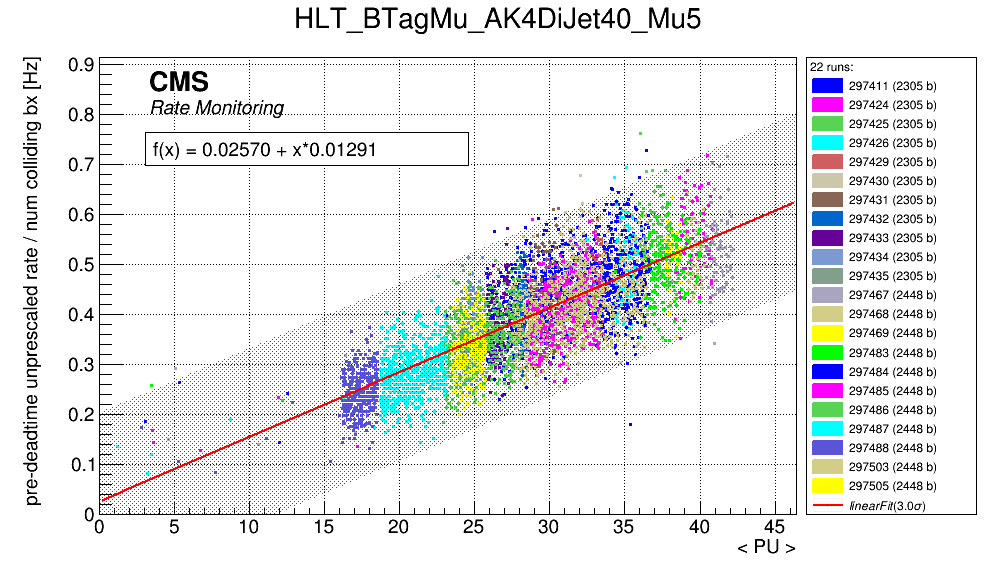 HLT_BTagMu_AK4DiJet40_Mu5
pre-deadtime unprescaled rate / num colliding bx [Hz]
0.9
0.8
0.7
0.6
0.5
0.4
0.3
0.2
0.1
0
CMS
Rate Monitoring
f(x) = 0.02570 + x*0.01291
0 5 10 15 20 25 30 35 40 45
< PU >
22 runs:
297411 (2305 b)
297424 (2305 b)
297425 (2305 b)
297426 (2305 b)
297429 (2305 b)
297430 (2305 b)
297431 (2305 b)
297432 (2305 b)
297433 (2305 b)
297434 (2305 b)
297435 (2305 b)
297467 (2448 b)
297468 (2448 b)
297469 (2448 b)
297483 (2448 b)
297484 (2448 b)
297485 (2448 b)
297486 (2448 b)
297487 (2448 b)
297488 (2448 b)
297503 (2448 b)
297505 (2448 b)
linearFit(3.0σ)